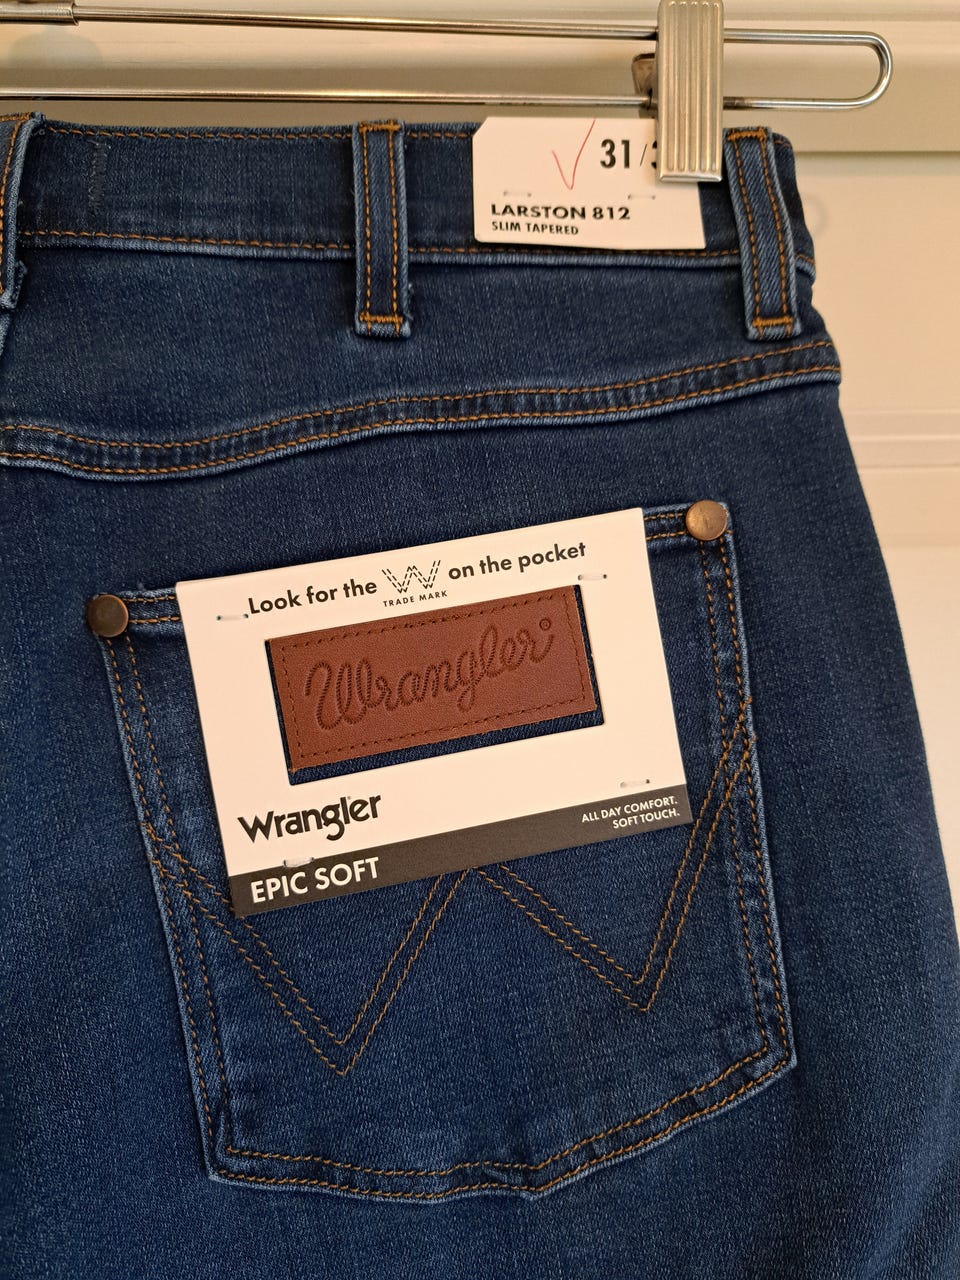 31/3
LARSTON 812
SLIM TAPERED
Look for the W on the pocket
TRADE MARK
Wrangler®
Wrangler
ALL DAY COMFORT.
SOFT TOUCH.
EPIC SOFT